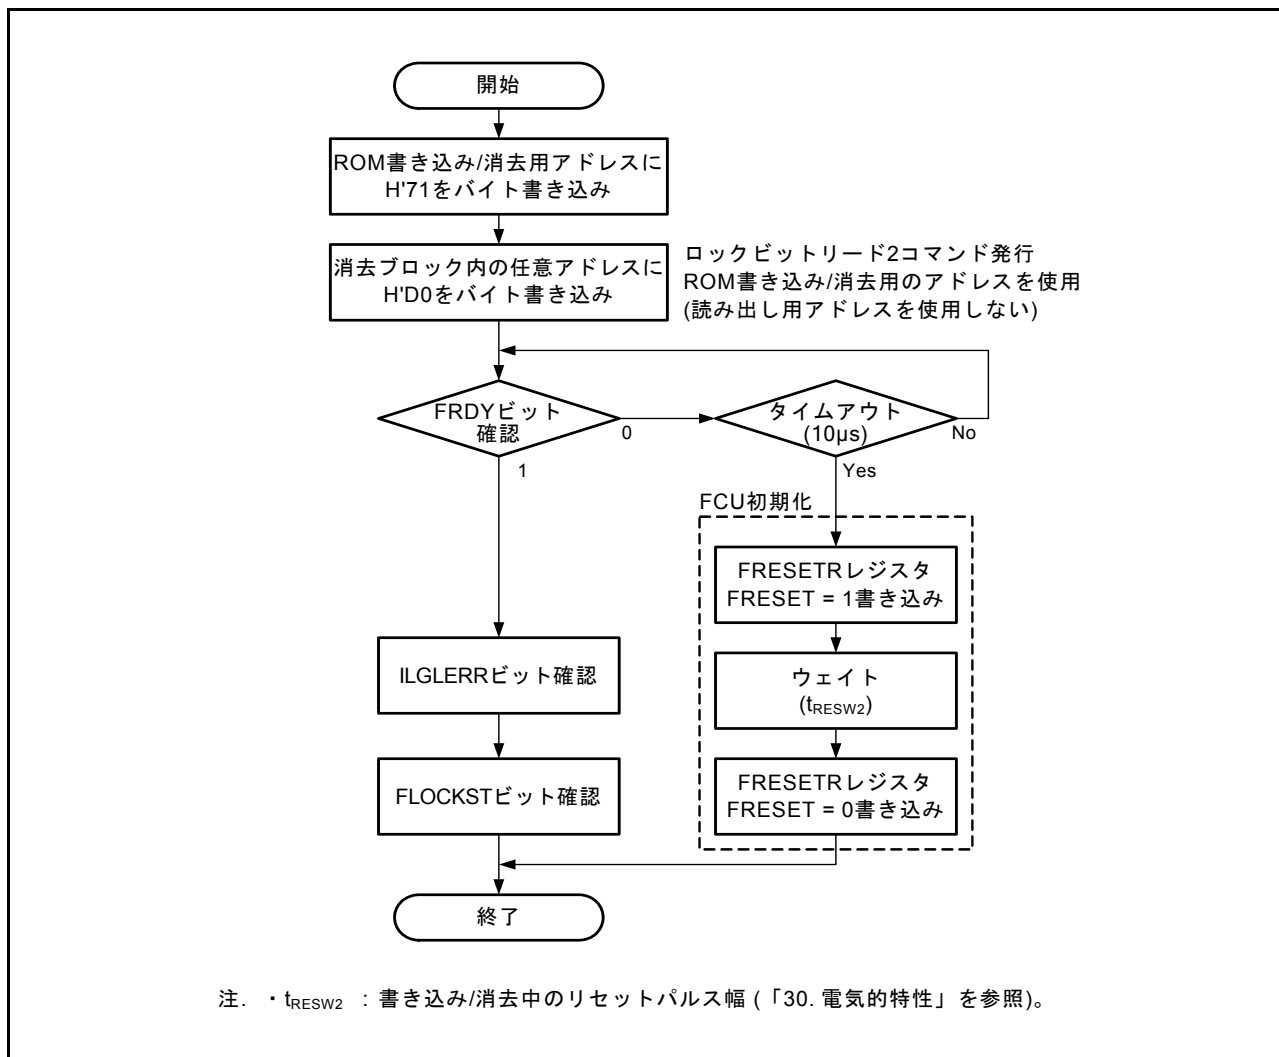 開始
ROM書き込み/消去用アドレスに
H'71をバイト書き込み
消去ブロック内の任意アドレスに
H'D0をバイト書き込み
ロックビットリード2コマンド発行
ROM書き込み/消去用のアドレスを使用
(読み出し用アドレスを使用しない)
FRDYビット
確認
0
1
タイムアウト
(10µs)
No
Yes
FCU初期化
FRESETRレジスタ
FRESET = 1書き込み
ウェイト
(tRESW2)
FRESETRレジスタ
FRESET = 0書き込み
ILGLERRビット確認
FLOCKSTビット確認
終了
注. ・tRESW2 : 書き込み/消去中のリセットパルス幅 (「30. 電気的特性」を参照)。